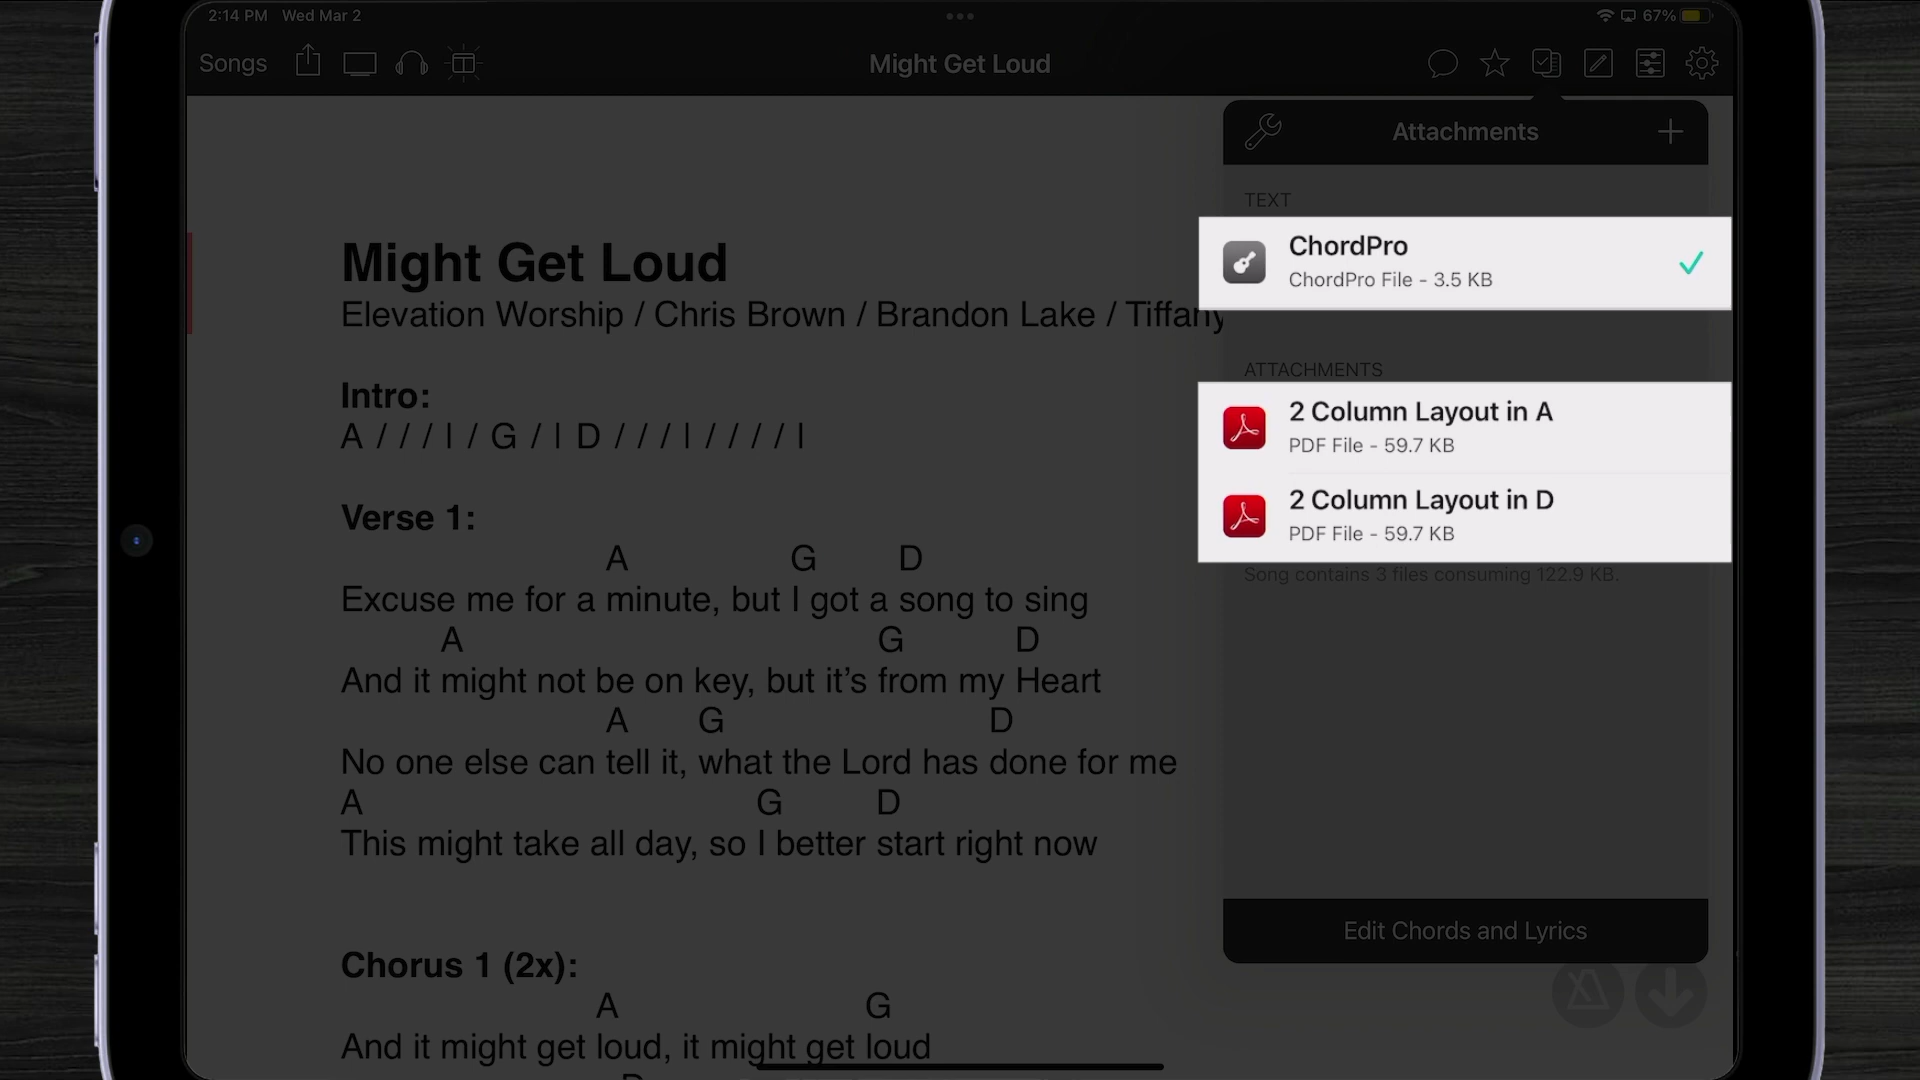 2:14 PM Wed Mar 2
67%
Songs
Might Get Loud
Attachments
TEXT
ChordPro
ChordPro File - 3.5 KB
ATTACHMENTS
2 Column Layout in A
PDF File - 59.7 KB
2 Column Layout in D
PDF File - 59.7 KB
Song contains 3 files consuming 122.9 KB.
Edit Chords and Lyrics
Might Get Loud
Elevation Worship / Chris Brown / Brandon Lake / Tiffany
Intro:
A / / / | / G / | D / / / | / / / / |
Verse 1:
A G D
Excuse me for a minute, but I got a song to sing
A G D
And it might not be on key, but it’s from my Heart
A G D
No one else can tell it, what the Lord has done for me
A G D
This might take all day, so I better start right now
Chorus 1 (2x):
A G
And it might get loud, it might get loud